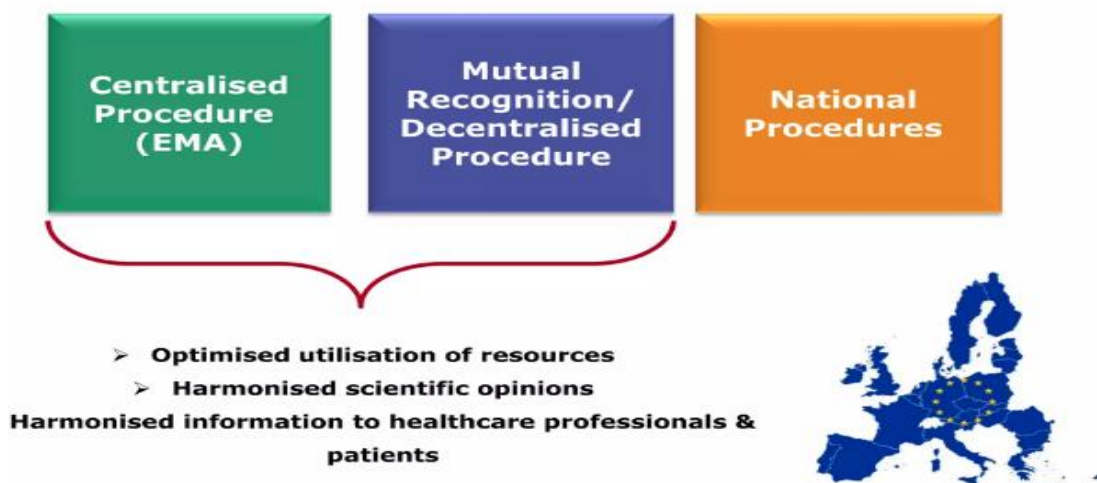 Centralised
Procedure
(EMA)
Mutual
Recognition/
Decentralised
Procedure
National
Procedures
➢ Optimised utilisation of resources
➢ Harmonised scientific opinions
Harmonised information to healthcare professionals &
patients